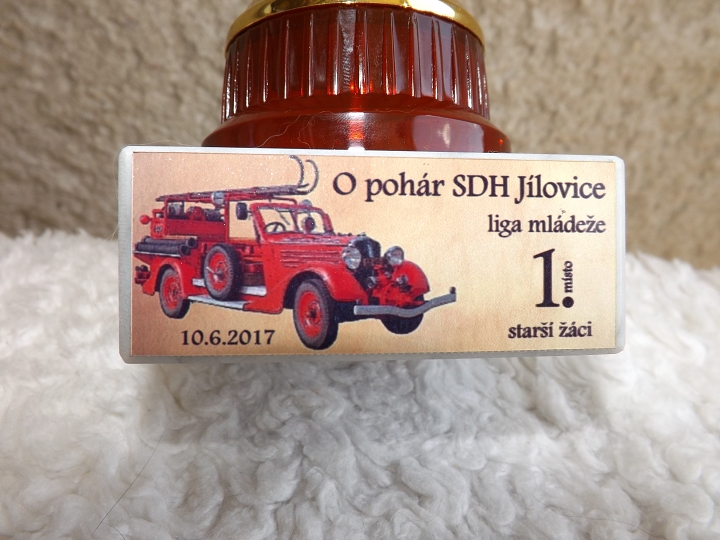 O pohár SDH Jílovice
liga mládeže
1. místo
starší žáci
10.6.2017